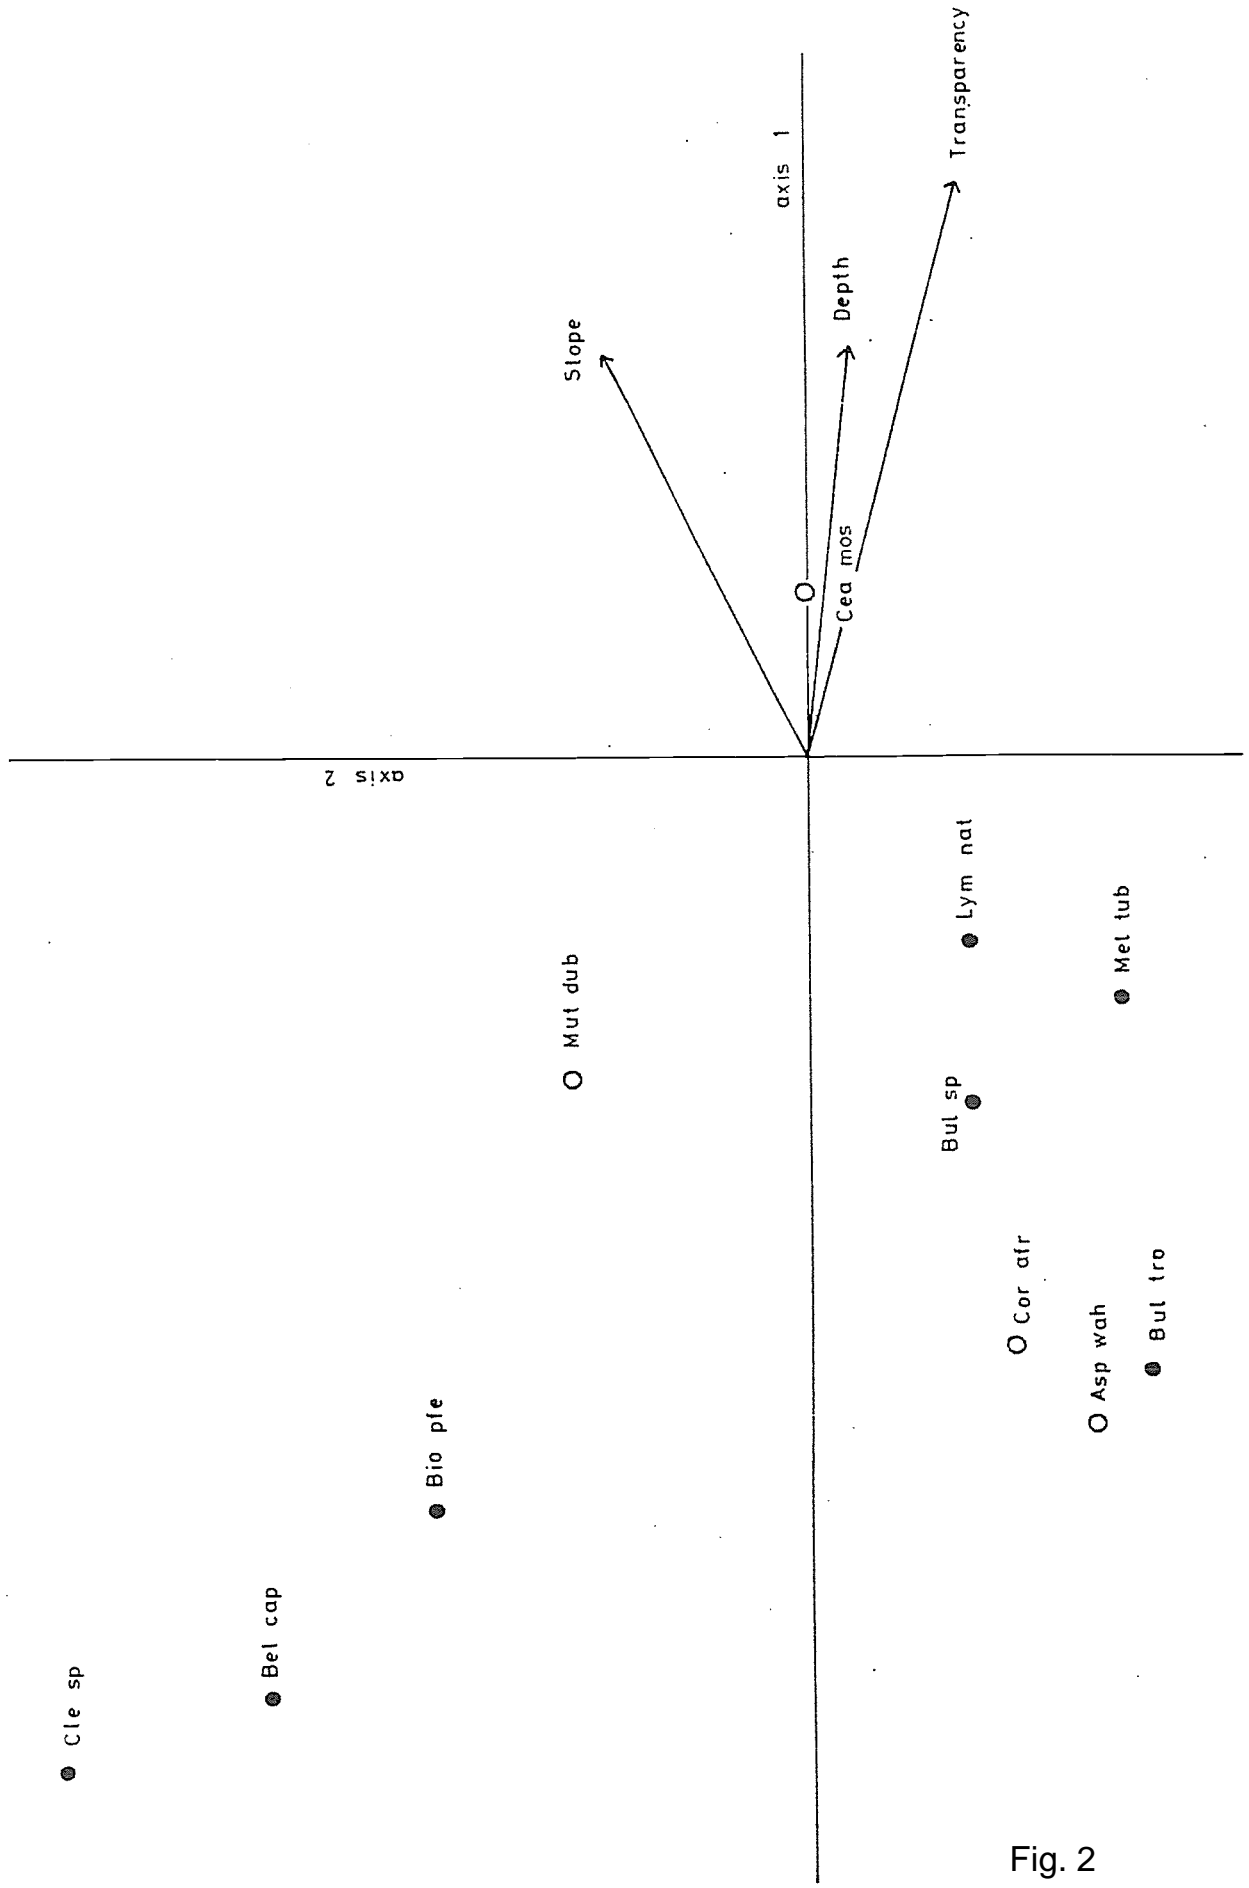 Cle sp
Bel cap
Bio pfe
Mut dub
axis 2
Slope
axis 1
Depth
Cea mos
Transparency
Lym nat
Mel tub
Bul sp
Cor afr
Asp wah
Bul tro
Fig. 2